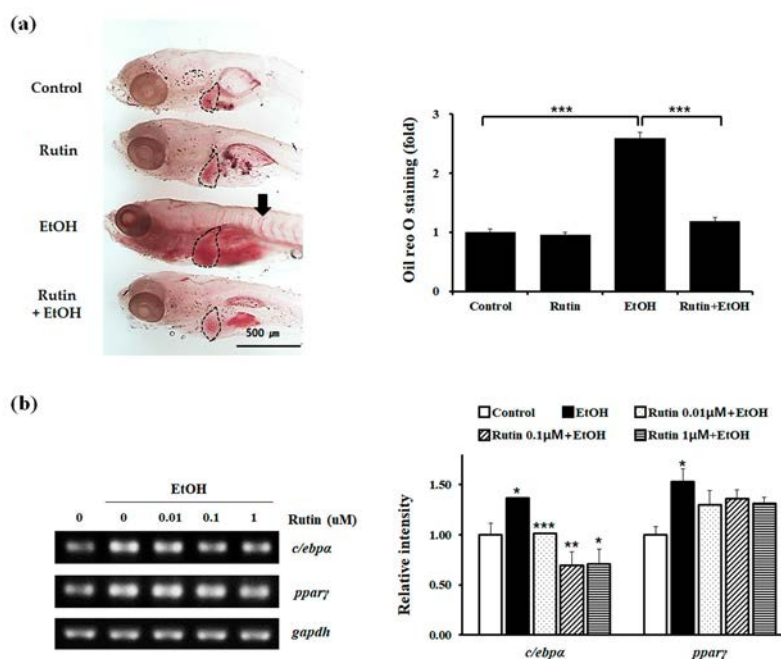 (a)
Control
Rutin
EtOH
Rutin
+ EtOH
500 μm
Oil reo O staining (fold)
3
2
1
0
***
***
Control Rutin EtOH Rutin+EtOH
(b)
EtOH
0 0 0.01 0.1 1 Rutin (uM)
c/ebpα
pparγ
gapdh
Control EtOH Rutin 0.01μM+EtOH
Rutin 0.1μM+EtOH Rutin 1μM+EtOH
Relative intensity
1.50
1.00
0.50
0.00
* *** ** * *
c/ebpα pparγ